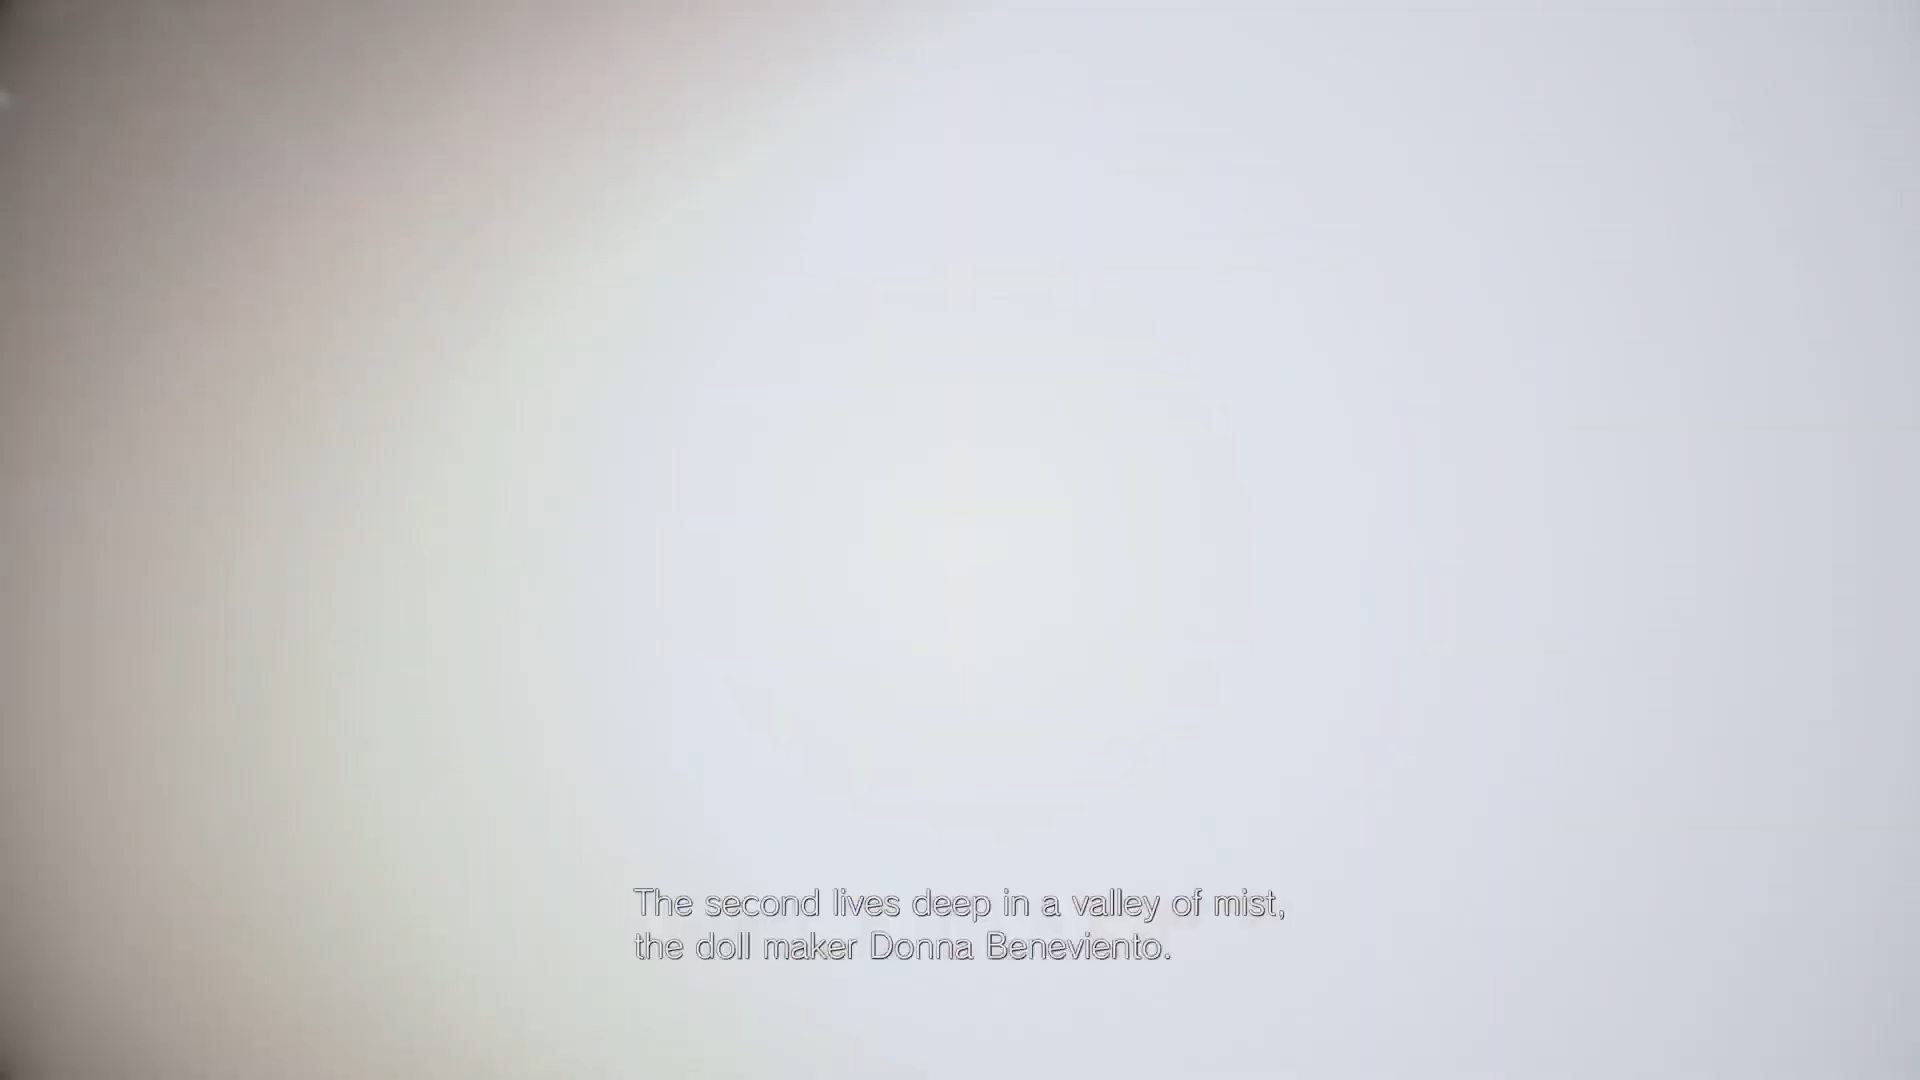 The second lives deep in a valley of mist,
the doll maker Donna Beneviento.